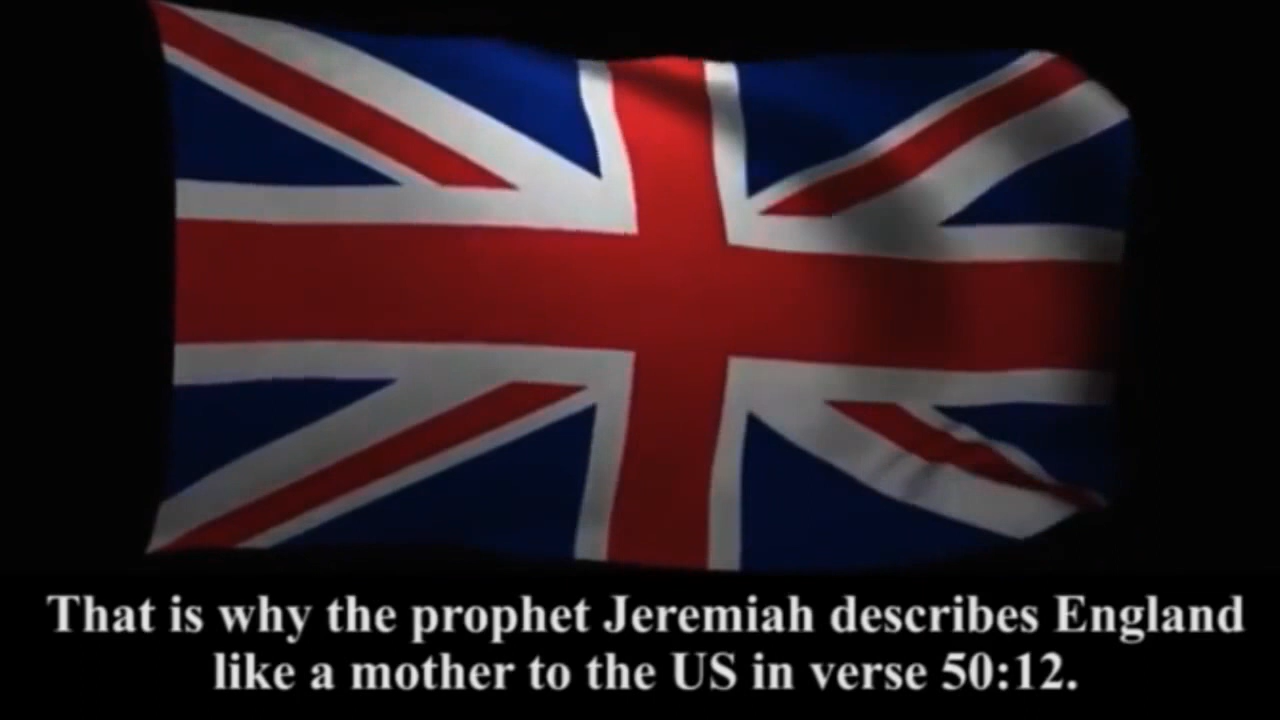 That is why the prophet Jeremiah describes England
like a mother to the US in verse 50:12.